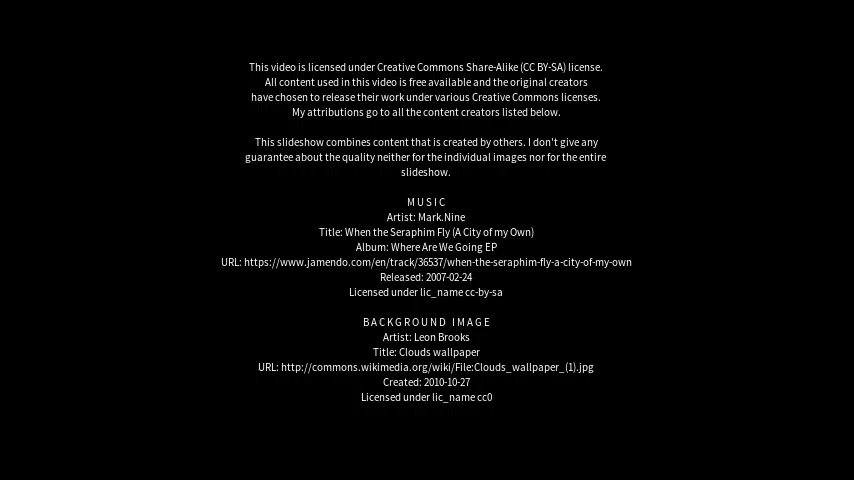 This video is licensed under Creative Commons Share-Alike (CC BY-SA) license.
All content used in this video is free available and the original creators
have chosen to release their work under various Creative Commons licenses.
My attributions go to all the content creators listed below.
This slideshow combines content that is created by others. I don't give any
guarantee about the quality neither for the individual images nor for the entire
slideshow.
MUSIC
Artist: Mark.Nine
Title: When the Seraphim Fly (A City of my Own)
Album: Where Are We Going EP
URL: https://www.jamendo.com/en/track/36537/when-the-seraphim-fly-a-city-of-my-own
Released: 2007-02-24
Licensed under lic_name cc-by-sa
BACKGROUND IMAGE
Artist: Leon Brooks
Title: Clouds wallpaper
URL: http://commons.wikimedia.org/wiki/File:Clouds_wallpaper_(1).jpg
Created: 2010-10-27
Licensed under lic_name cc0